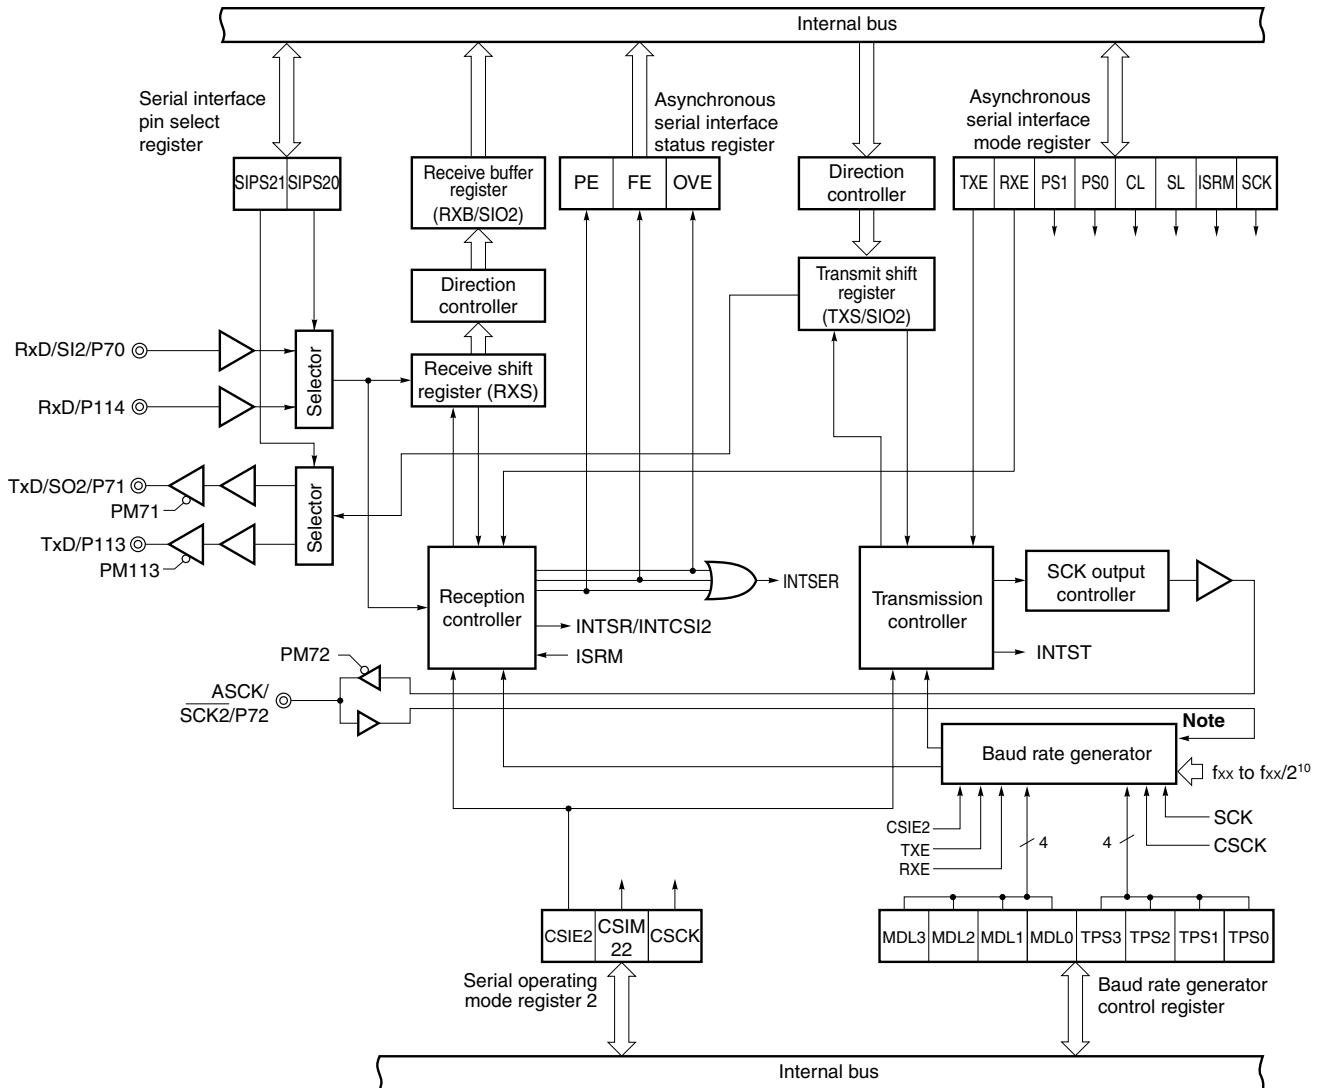 Internal bus
Serial interface
pin select
register
Asynchronous
serial interface
status register
Asynchronous
serial interface
mode register
SIPS21 SIPS20
Receive buffer
register
(RXB/SIO2)
PE FE OVE
Direction
controller
TXE RXE PS1 PS0 CL SL ISRM SCK
Direction
controller
Transmit shift
register
(TXS/SIO2)
RxD/SI2/P70
RxD/P114
Selector
Receive shift
register (RXS)
TxD/SO2/P71
PM71
TxD/P113
PM113
Selector
Reception
controller
INTSER
INTSR/INTCSI2
ISRM
Transmission
controller
SCK output
controller
INTST
PM72
ASCK/
SCK2/P72
Note
Baud rate generator
fxx to fxx/2¹⁰
CSIE2
TXE
RXE
4
4
SCK
CSCK
CSIE2 CSIM
22 CSCK
MDL3 MDL2 MDL1 MDL0 TPS3 TPS2 TPS1 TPS0
Serial operating
mode register 2
Baud rate generator
control register
Internal bus